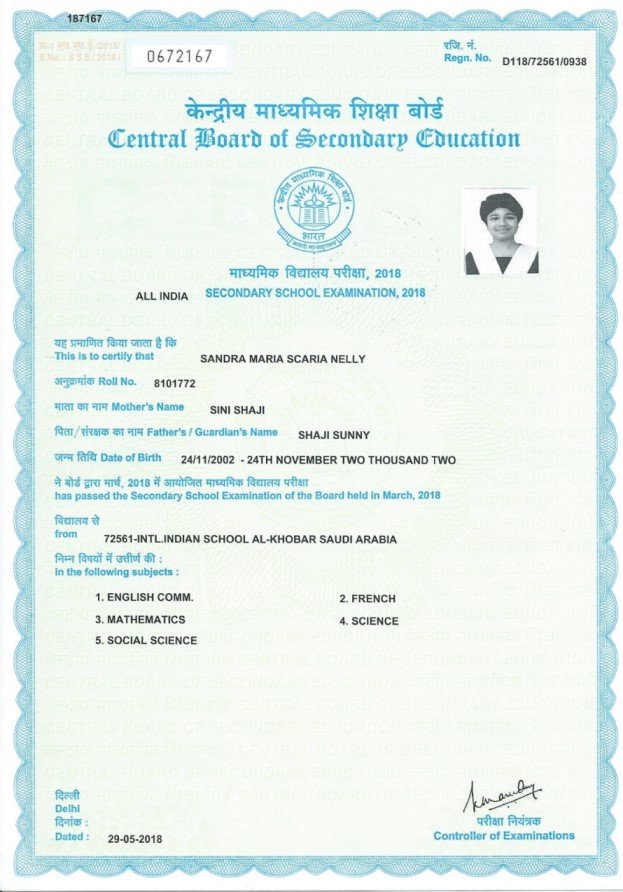 187167
क्र.: एस.एस.ई./2018/
S.No. : S S E / 2018 /
0672167
रजि. नं.
Regn. No. D118/72561/0938
केन्द्रीय माध्यमिक शिक्षा बोर्ड
Central Board of Secondary Education
केन्द्रीय माध्यमिक शिक्षा बोर्ड
भारत
असतो मा सद्गमय
माध्यमिक विद्यालय परीक्षा, 2018
ALL INDIA SECONDARY SCHOOL EXAMINATION, 2018
यह प्रमाणित किया जाता है कि
This is to certify that SANDRA MARIA SCARIA NELLY
अनुक्रमांक Roll No. 8101772
माता का नाम Mother's Name SINI SHAJI
पिता/संरक्षक का नाम Father's / Guardian's Name SHAJI SUNNY
जन्म तिथि Date of Birth 24/11/2002 - 24TH NOVEMBER TWO THOUSAND TWO
ने बोर्ड द्वारा मार्च, 2018 में आयोजित माध्यमिक विद्यालय परीक्षा
has passed the Secondary School Examination of the Board held in March, 2018
विद्यालय से
from 72561-INTL.INDIAN SCHOOL AL-KHOBAR SAUDI ARABIA
निम्न विषयों में उत्तीर्ण की :
in the following subjects :
1. ENGLISH COMM. 2. FRENCH
3. MATHEMATICS 4. SCIENCE
5. SOCIAL SCIENCE
दिल्ली
Delhi
दिनांक :
Dated : 29-05-2018
परीक्षा नियंत्रक
Controller of Examinations